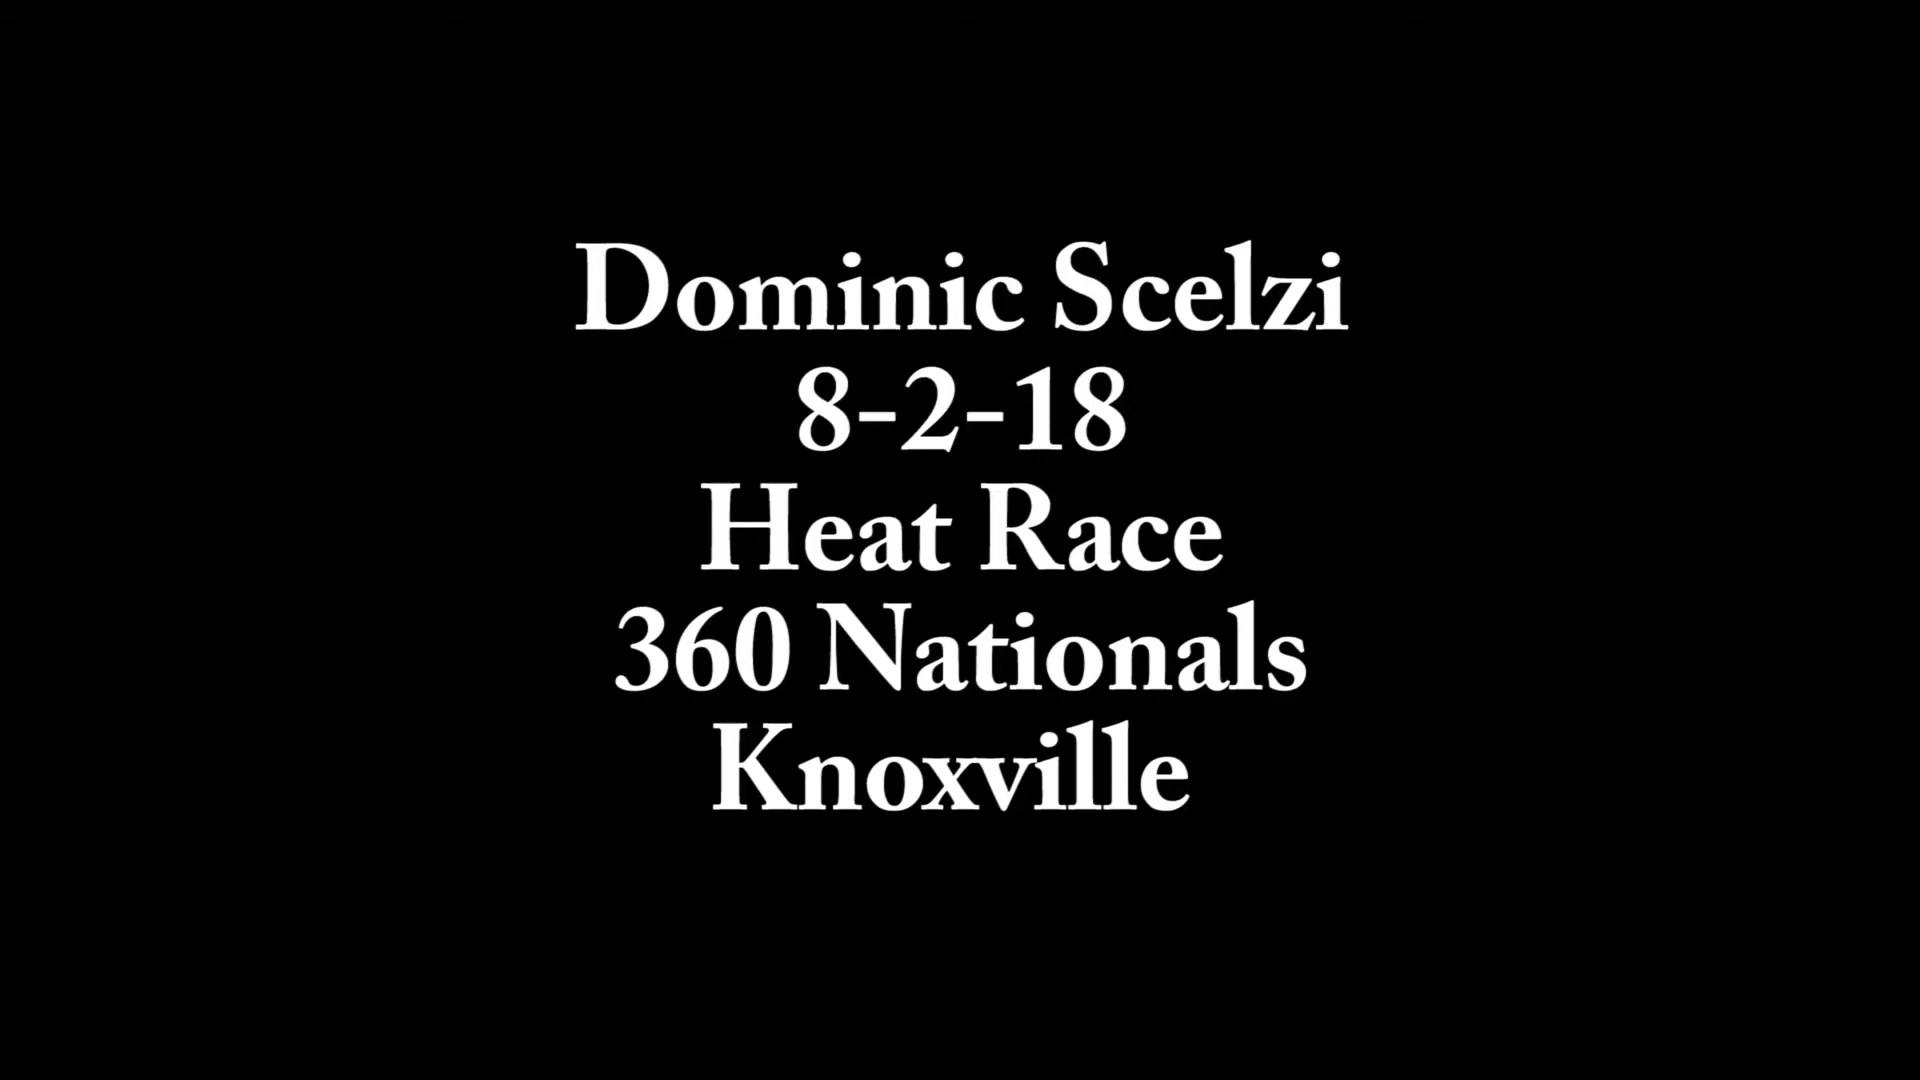 Dominic Scelzi
8-2-18
Heat Race
360 Nationals
Knoxville